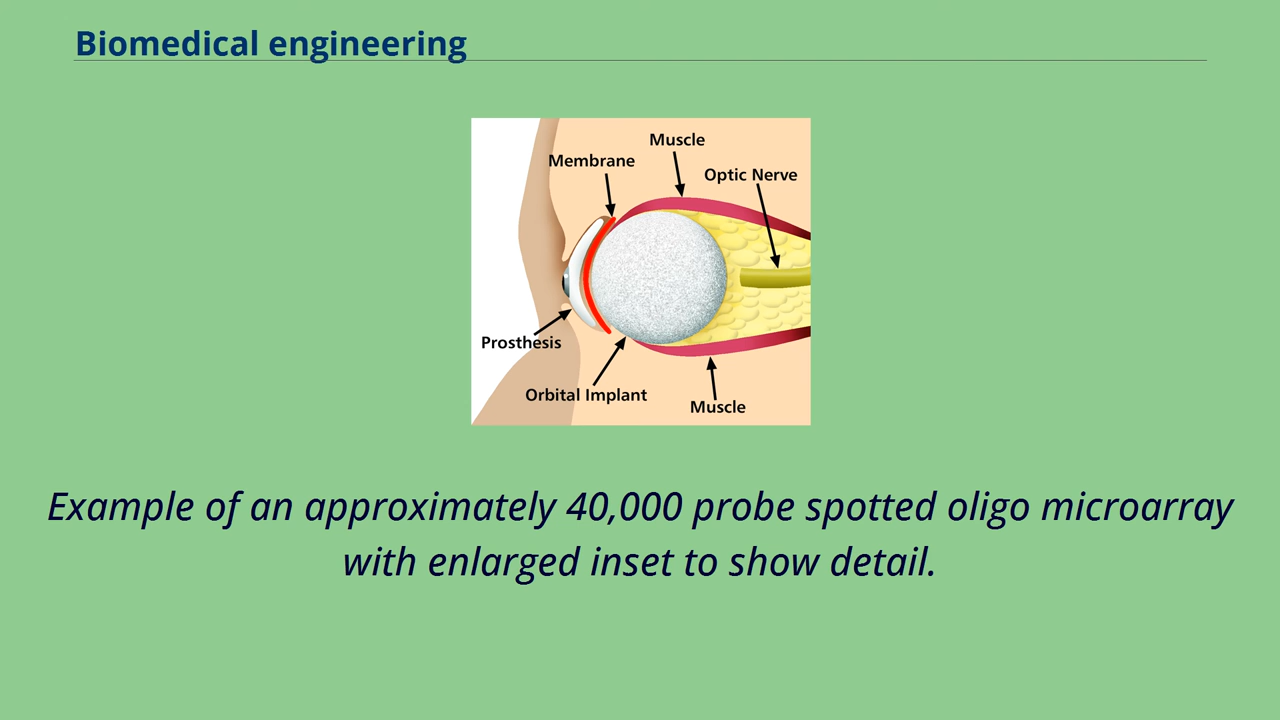 Biomedical engineering
Muscle
Membrane
Optic Nerve
Prosthesis
Orbital Implant
Muscle
Example of an approximately 40,000 probe spotted oligo microarray
with enlarged inset to show detail.